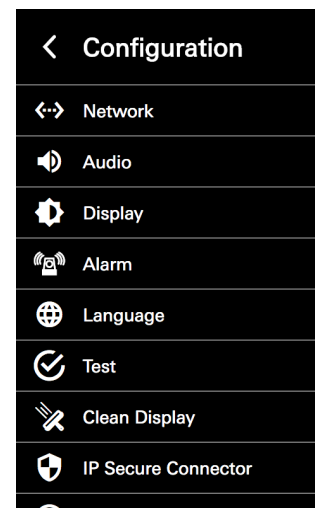 Configuration
Network
Audio
Display
Alarm
Language
Test
Clean Display
IP Secure Connector